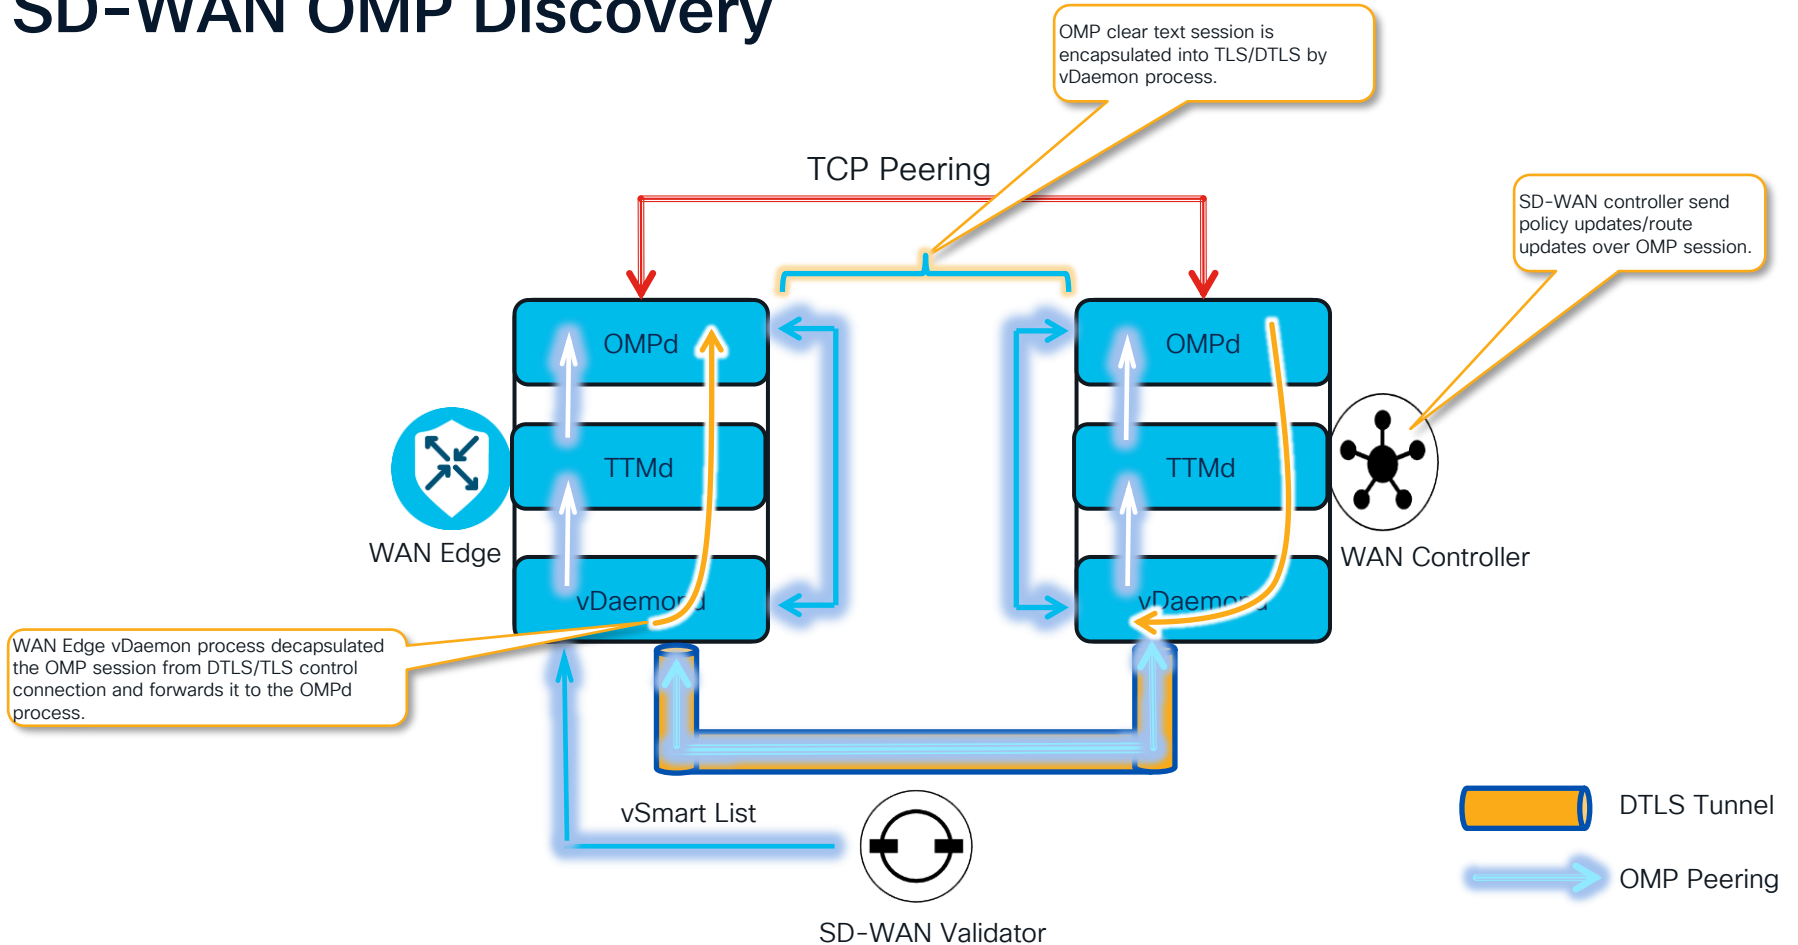 SD-WAN OMP Discovery
OMP clear text session is
encapsulated into TLS/DTLS by
vDaemon process.
TCP Peering
SD-WAN controller send
policy updates/route
updates over OMP session.
OMPd
OMPd
TTMd
TTMd
WAN Edge
WAN Controller
vDaemond
vDaemond
WAN Edge vDaemon process decapsulated
the OMP session from DTLS/TLS control
connection and forwards it to the OMPd
process.
vSmart List
DTLS Tunnel
OMP Peering
SD-WAN Validator